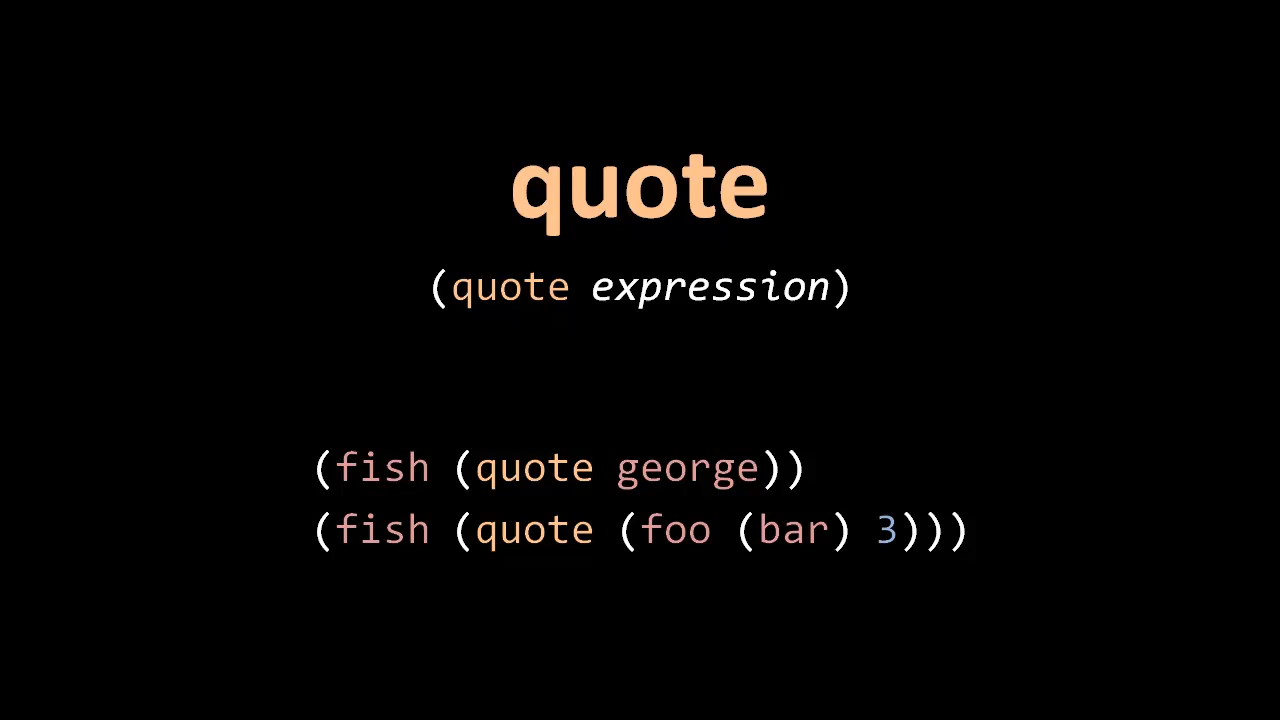 quote
(quote expression)
(fish (quote george))
(fish (quote (foo (bar) 3)))